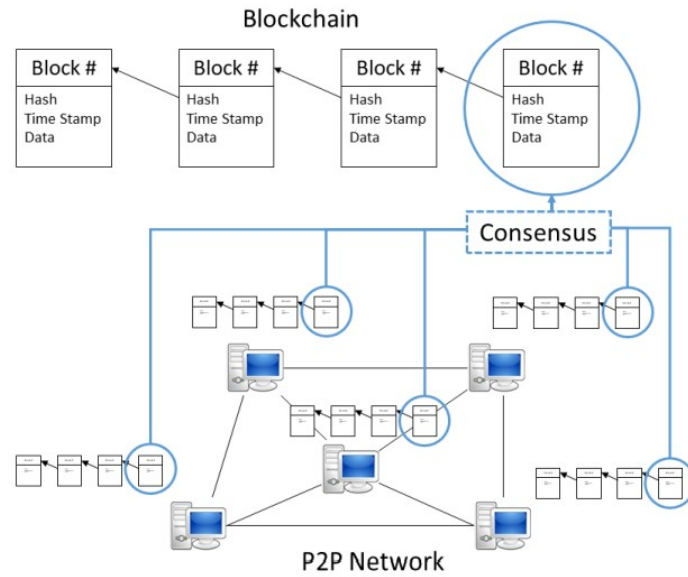 Blockchain
Block #
Hash
Time Stamp
Data
Block #
Hash
Time Stamp
Data
Block #
Hash
Time Stamp
Data
Block #
Hash
Time Stamp
Data
Consensus
P2P Network